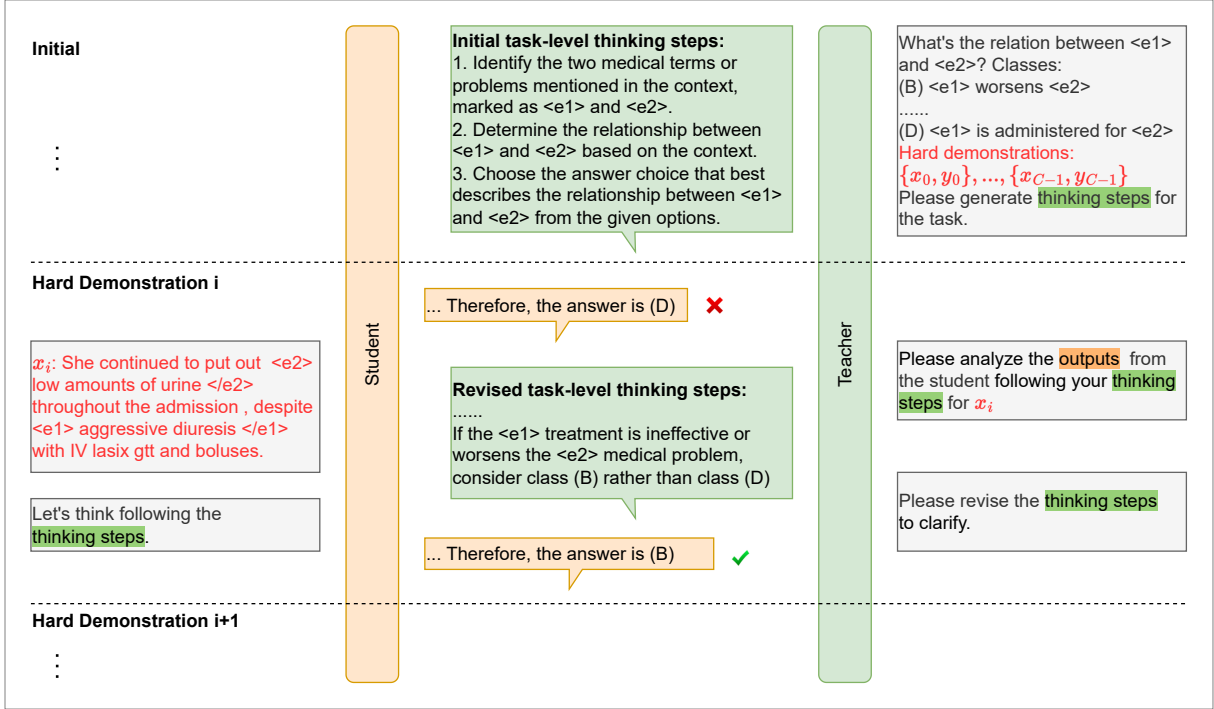 Initial
⋮
Initial task-level thinking steps:
1. Identify the two medical terms or
problems mentioned in the context,
marked as <e1> and <e2>.
2. Determine the relationship between
<e1> and <e2> based on the context.
3. Choose the answer choice that best
describes the relationship between <e1>
and <e2> from the given options.
What's the relation between <e1>
and <e2>? Classes:
(B) <e1> worsens <e2>
......
(D) <e1> is administered for <e2>
Hard demonstrations:
{x₀, y₀}, ..., {x_{C−1}, y_{C−1}}
Please generate thinking steps for
the task.
Student
Teacher
Hard Demonstration i
x_i: She continued to put out <e2>
low amounts of urine </e2>
throughout the admission , despite
<e1> aggressive diuresis </e1>
with IV lasix gtt and boluses.
Let's think following the
thinking steps.
... Therefore, the answer is (D)
Revised task-level thinking steps:
......
If the <e1> treatment is ineffective or
worsens the <e2> medical problem,
consider class (B) rather than class (D)
... Therefore, the answer is (B)
Please analyze the outputs from
the student following your thinking
steps for x_i
Please revise the thinking steps
to clarify.
Hard Demonstration i+1
⋮